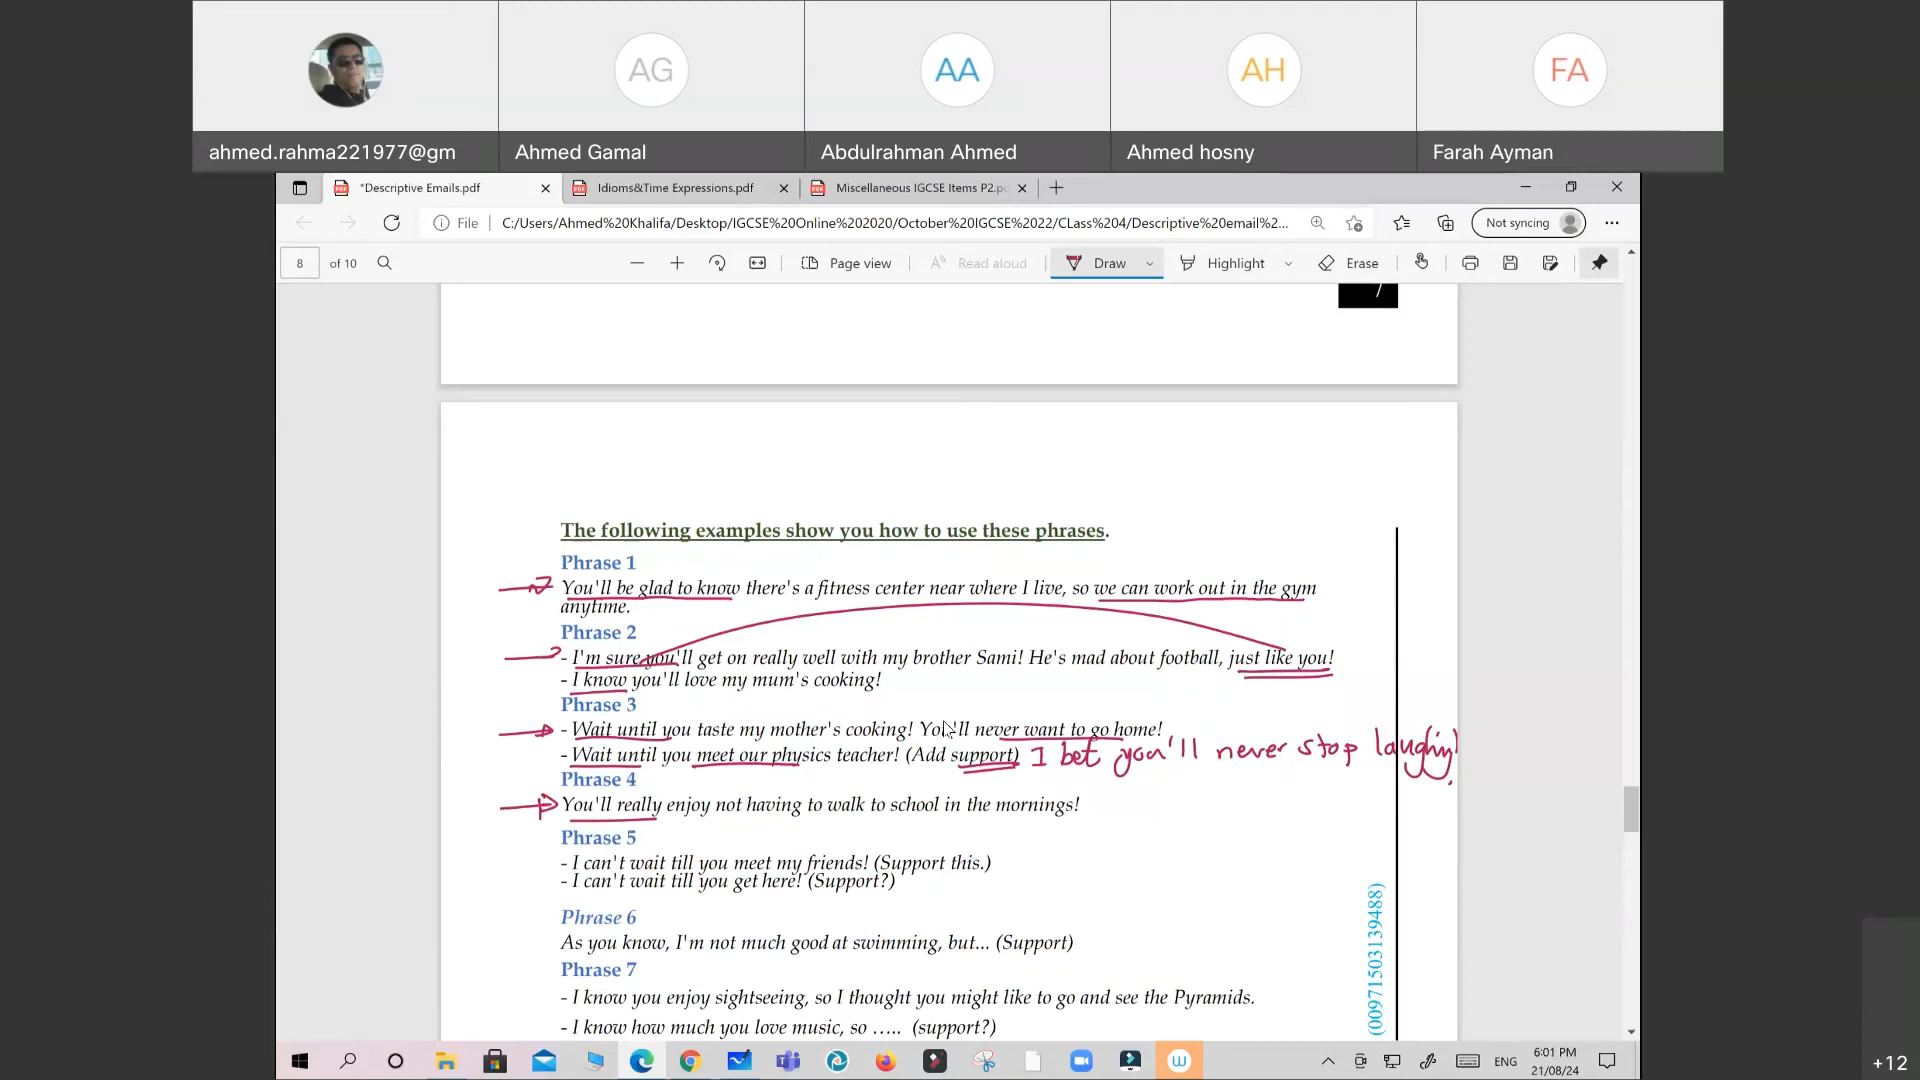 AG
AA
AH
FA
ahmed.rahma221977@gm
Ahmed Gamal
Abdulrahman Ahmed
Ahmed hosny
Farah Ayman
*Descriptive Emails.pdf
Idioms&Time Expressions.pdf
Miscellaneous IGCSE Items P2.p
File
C:/Users/Ahmed%20Khalifa/Desktop/IGCSE%20Online%202020/October%20IGCSE%2022/CLass%204/Descriptive%20email%2...
Not syncing
8
of 10
Page view
Read aloud
Draw
Highlight
Erase
7
The following examples show you how to use these phrases.
Phrase 1
You'll be glad to know there's a fitness center near where I live, so we can work out in the gym
anytime.
Phrase 2
- I'm sure you'll get on really well with my brother Sami! He's mad about football, just like you!
- I know you'll love my mum's cooking!
Phrase 3
- Wait until you taste my mother's cooking! You'll never want to go home!
- Wait until you meet our physics teacher! (Add support) I bet you'll never stop laughing!
Phrase 4
You'll really enjoy not having to walk to school in the mornings!
Phrase 5
- I can't wait till you meet my friends! (Support this.)
- I can't wait till you get here! (Support?)
Phrase 6
As you know, I'm not much good at swimming, but... (Support)
Phrase 7
- I know you enjoy sightseeing, so I thought you might like to go and see the Pyramids.
- I know how much you love music, so ..... (support?)
(00971503139488)
ENG
6:01 PM
21/08/24
+12